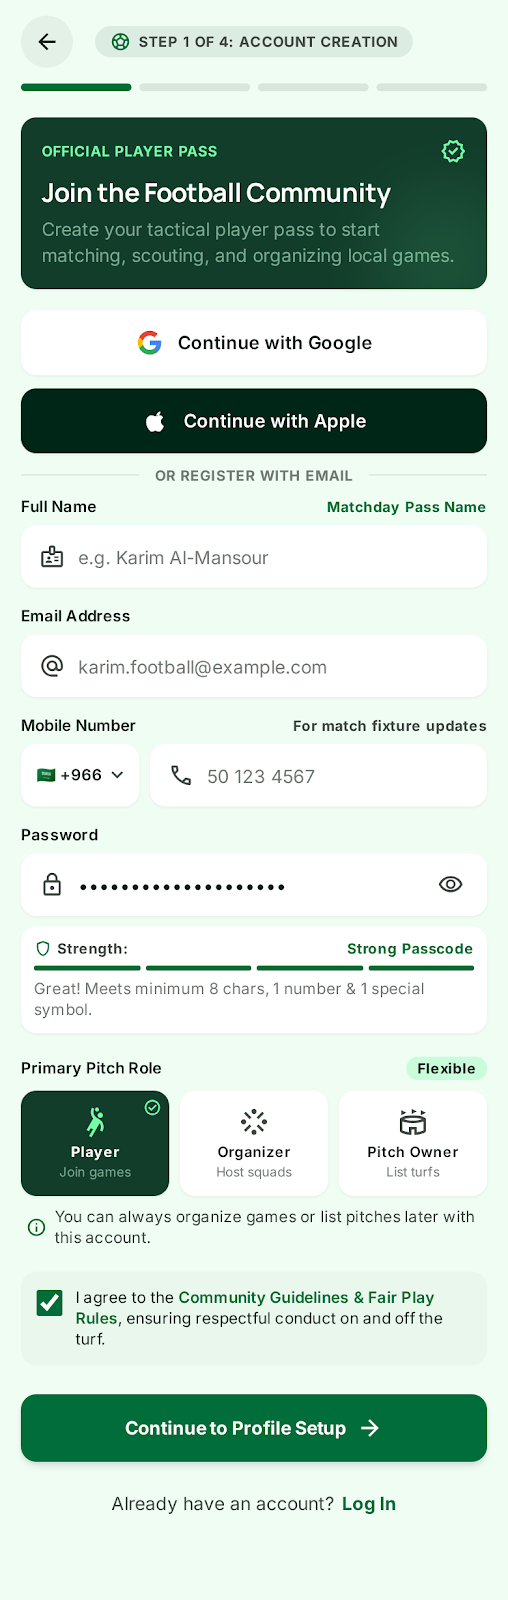 STEP 1 OF 4: ACCOUNT CREATION
OFFICIAL PLAYER PASS
Join the Football Community
Create your tactical player pass to start
matching, scouting, and organizing local games.
Continue with Google
Continue with Apple
OR REGISTER WITH EMAIL
Full Name
Matchday Pass Name
e.g. Karim Al-Mansour
Email Address
karim.football@example.com
Mobile Number
For match fixture updates
+966
50 123 4567
Password
••••••••••••••••••••
Strength:
Strong Passcode
Great! Meets minimum 8 chars, 1 number & 1 special
symbol.
Primary Pitch Role
Flexible
Player
Join games
Organizer
Host squads
Pitch Owner
List turfs
You can always organize games or list pitches later with
this account.
I agree to the Community Guidelines & Fair Play
Rules, ensuring respectful conduct on and off the
turf.
Continue to Profile Setup
Already have an account? Log In